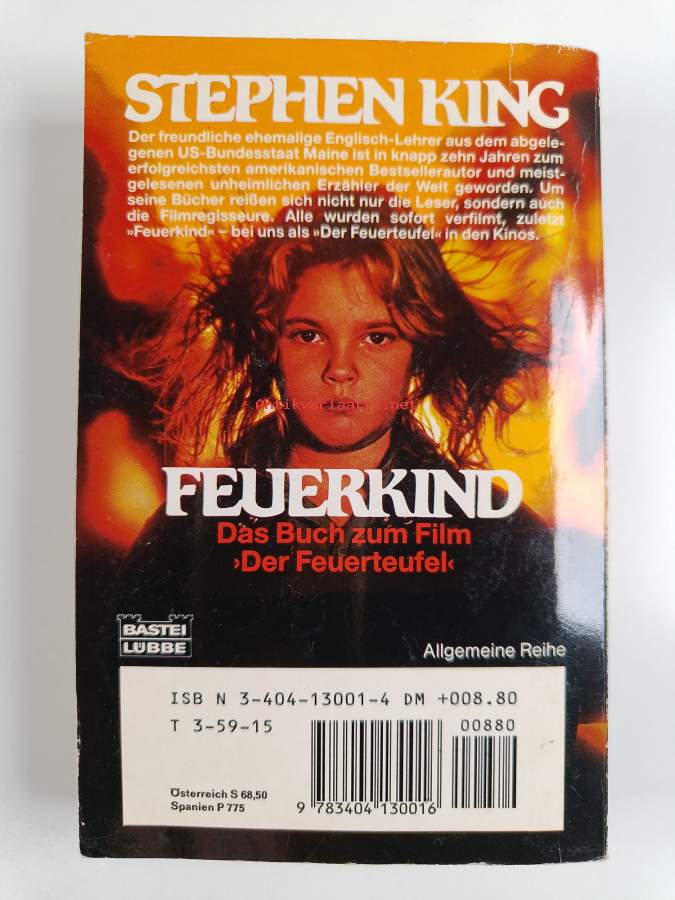 STEPHEN KING
Der freundliche ehemalige Englisch-Lehrer aus dem abgele-
genen US-Bundesstaat Maine ist in knapp zehn Jahren zum
erfolgreichsten amerikanischen Bestsellerautor und meist-
gelesenen unheimlichen Erzähler der Welt geworden. Um
seine Bücher reißen sich nicht nur die Leser, sondern auch
die Filmregisseure. Alle wurden sofort verfilmt, zuletzt
»Feuerkind« – bei uns als »Der Feuerteufel« in den Kinos.
Antikvariaatti.net
FEUERKIND
Das Buch zum Film
›Der Feuerteufel‹
BASTEI
LÜBBE
Allgemeine Reihe
ISB N 3-404-13001-4 DM +008.80
T 3-59-15
00880
Österreich S 68,50
Spanien P 775
9 783404 130016